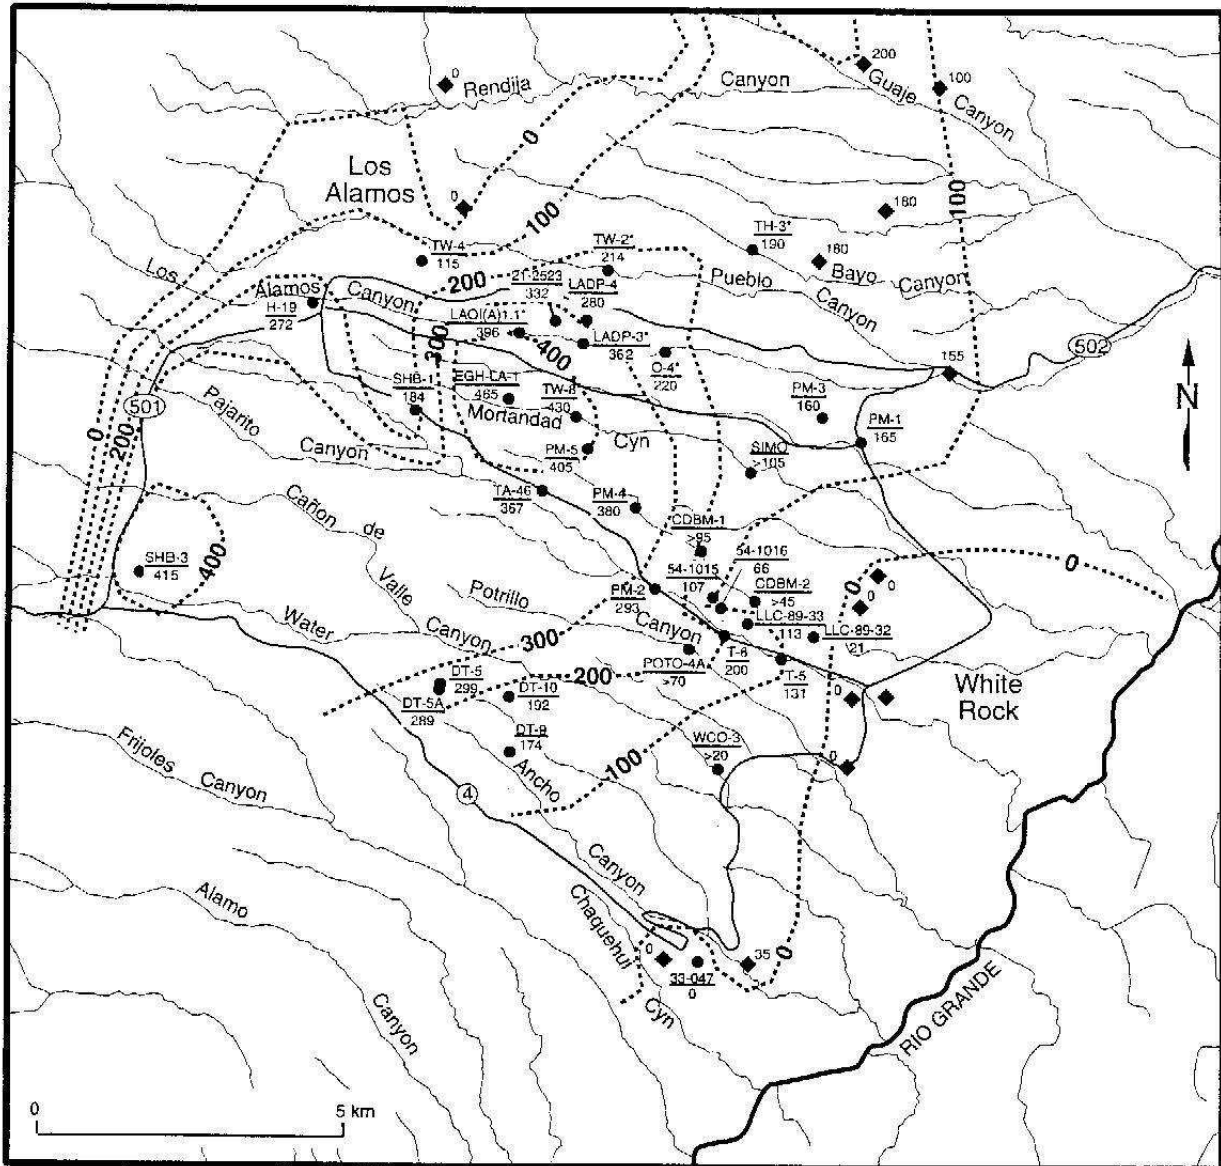 200
0
Rendija
Canyon
Guaje
100
Canyon
0
Los
Alamos
0
100
100
180
TW-4
115
TW-2*
214
TH-3*
190
180
Bayo
Canyon
Los
Alamos
Canyon
Pueblo
Canyon
200
21-2523
332
LADP-4
280
H-19
272
LAOI(A)1.1*
396
300
400
LADP-3*
362
O-4*
220
502
155
501
0
200
Pajarito
Canyon
SHB-1
184
EGH-LA-1
465
TW-8
430
Mortandad
Cyn
PM-3
160
PM-1
165
N
PM-5
405
SIMO
>105
TA-46
367
PM-4
380
Cañon de
Valle
Canyon
CDBM-1
>95
SHB-3
415
400
54-1016
66
54-1015
107
CDBM-2
>45
0
0
0
0
PM-2
293
Potrillo
Canyon
LLC-89-33
113
LLC-89-32
21
Water
300
T-6
200
T-5
131
POTO-4A
>70
200
DT-5
299
DT-10
192
DT-5A
289
0
White
Rock
DT-9
174
WCO-3
>20
0
Frijoles
Canyon
100
Ancho
Canyon
4
Alamo
Canyon
Chaquehui
Cyn
0
33-047
0
35
0
RIO GRANDE
0
5 km